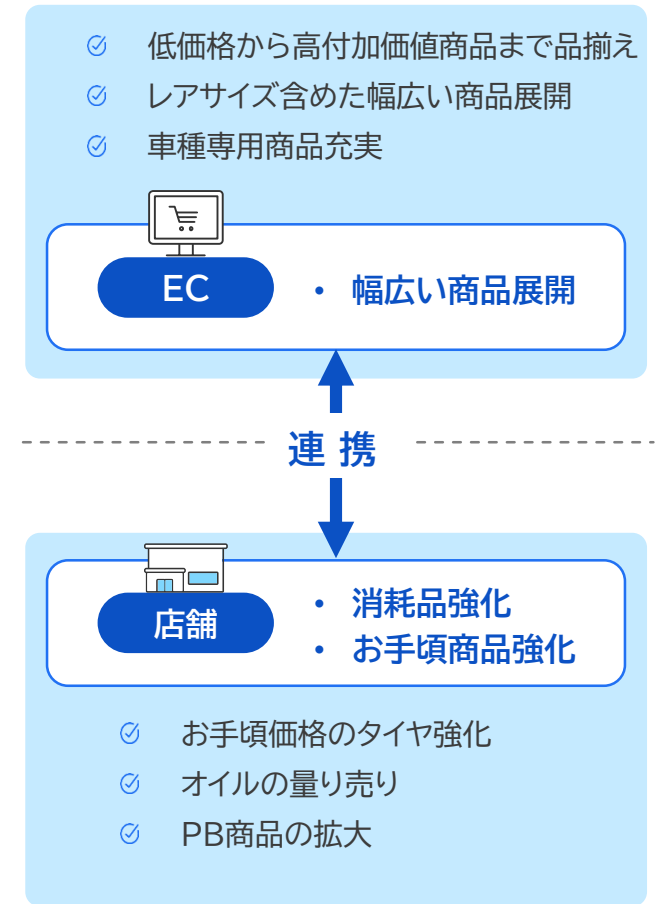 低価格から高付加価値商品まで品揃え
レアサイズ含めた幅広い商品展開
車種専用商品充実
EC
・ 幅広い商品展開
連携
店舗
・ 消耗品強化
・ お手頃商品強化
お手頃価格のタイヤ強化
オイルの量り売り
PB商品の拡大